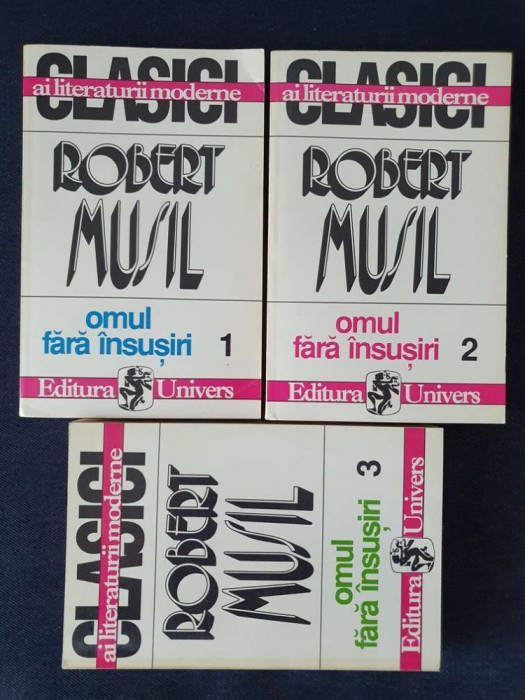 CLASICI
ai literaturii moderne
ROBERT
MUSIL
omul
fără însușiri 1
Editura Univers
CLASICI
ai literaturii moderne
ROBERT
MUSIL
omul
fără însușiri 2
Editura Univers
CLASICI
ai literaturii moderne
ROBERT
MUSIL
omul
fără însușiri 3
Editura Univers